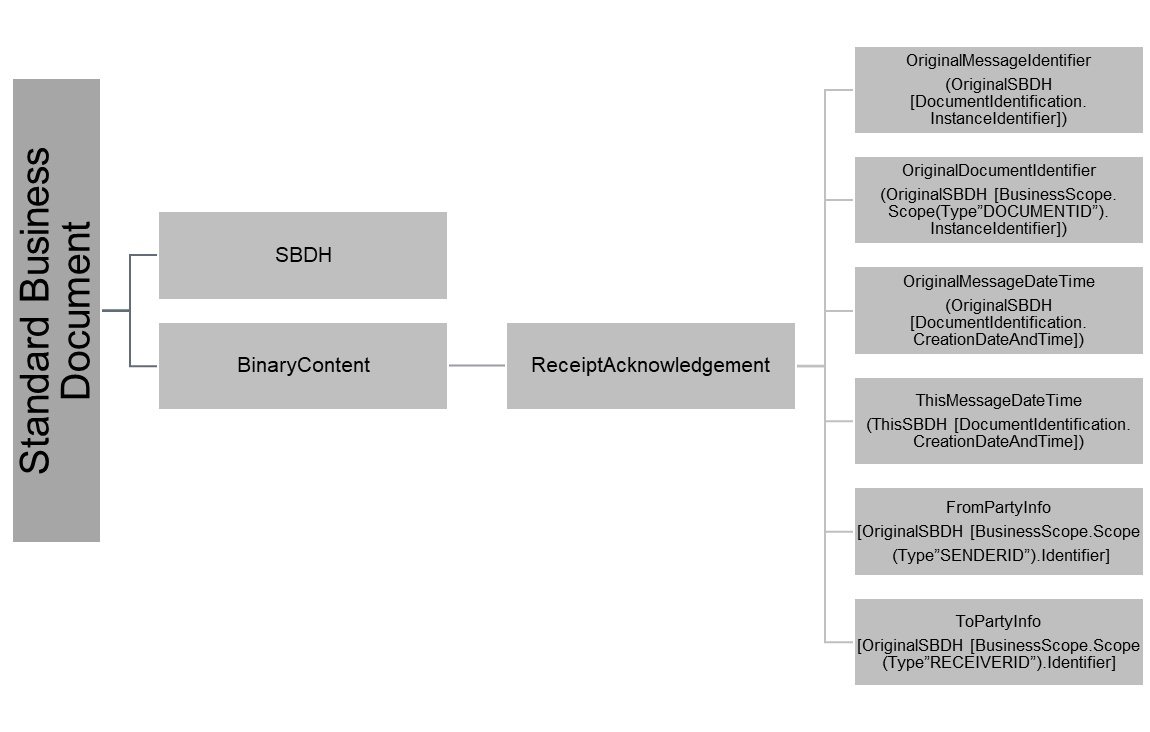 Standard Business
Document
SBDH
BinaryContent
ReceiptAcknowledgement
OriginalMessageIdentifier
(OriginalSBDH
[DocumentIdentification.
InstanceIdentifier])
OriginalDocumentIdentifier
(OriginalSBDH [BusinessScope.
Scope(Type”DOCUMENTID”).
InstanceIdentifier])
OriginalMessageDateTime
(OriginalSBDH
[DocumentIdentification.
CreationDateAndTime])
ThisMessageDateTime
(ThisSBDH [DocumentIdentification.
CreationDateAndTime])
FromPartyInfo
[OriginalSBDH [BusinessScope.Scope
(Type”SENDERID”).Identifier]
ToPartyInfo
[OriginalSBDH [BusinessScope.Scope
(Type”RECEIVERID”).Identifier]